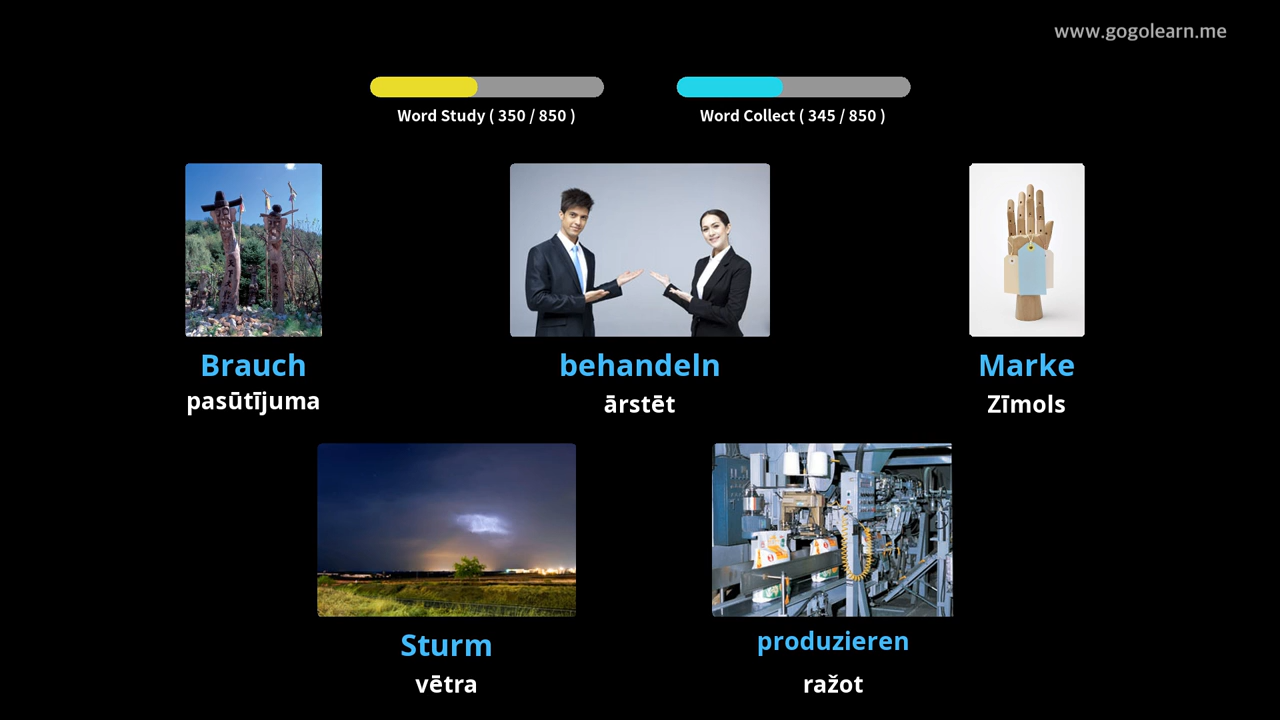 www.gogolearn.me
Word Study ( 350 / 850 )
Word Collect ( 345 / 850 )
Brauch
pasūtījuma
behandeln
ārstēt
Marke
Zīmols
Sturm
vētra
produzieren
ražot